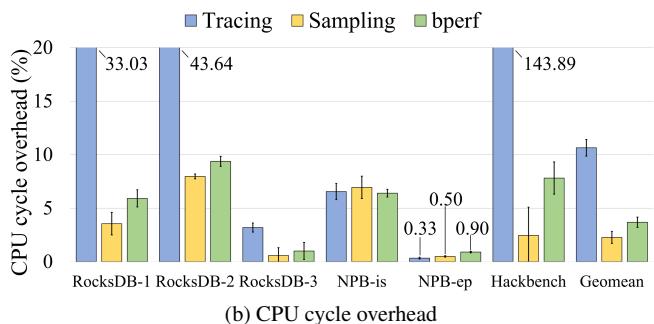 Tracing Sampling bperf
CPU cycle overhead (%)
20
15
10
5
0
33.03
43.64
0.33
0.50
0.90
143.89
RocksDB-1 RocksDB-2 RocksDB-3 NPB-is NPB-ep Hackbench Geomean
(b) CPU cycle overhead